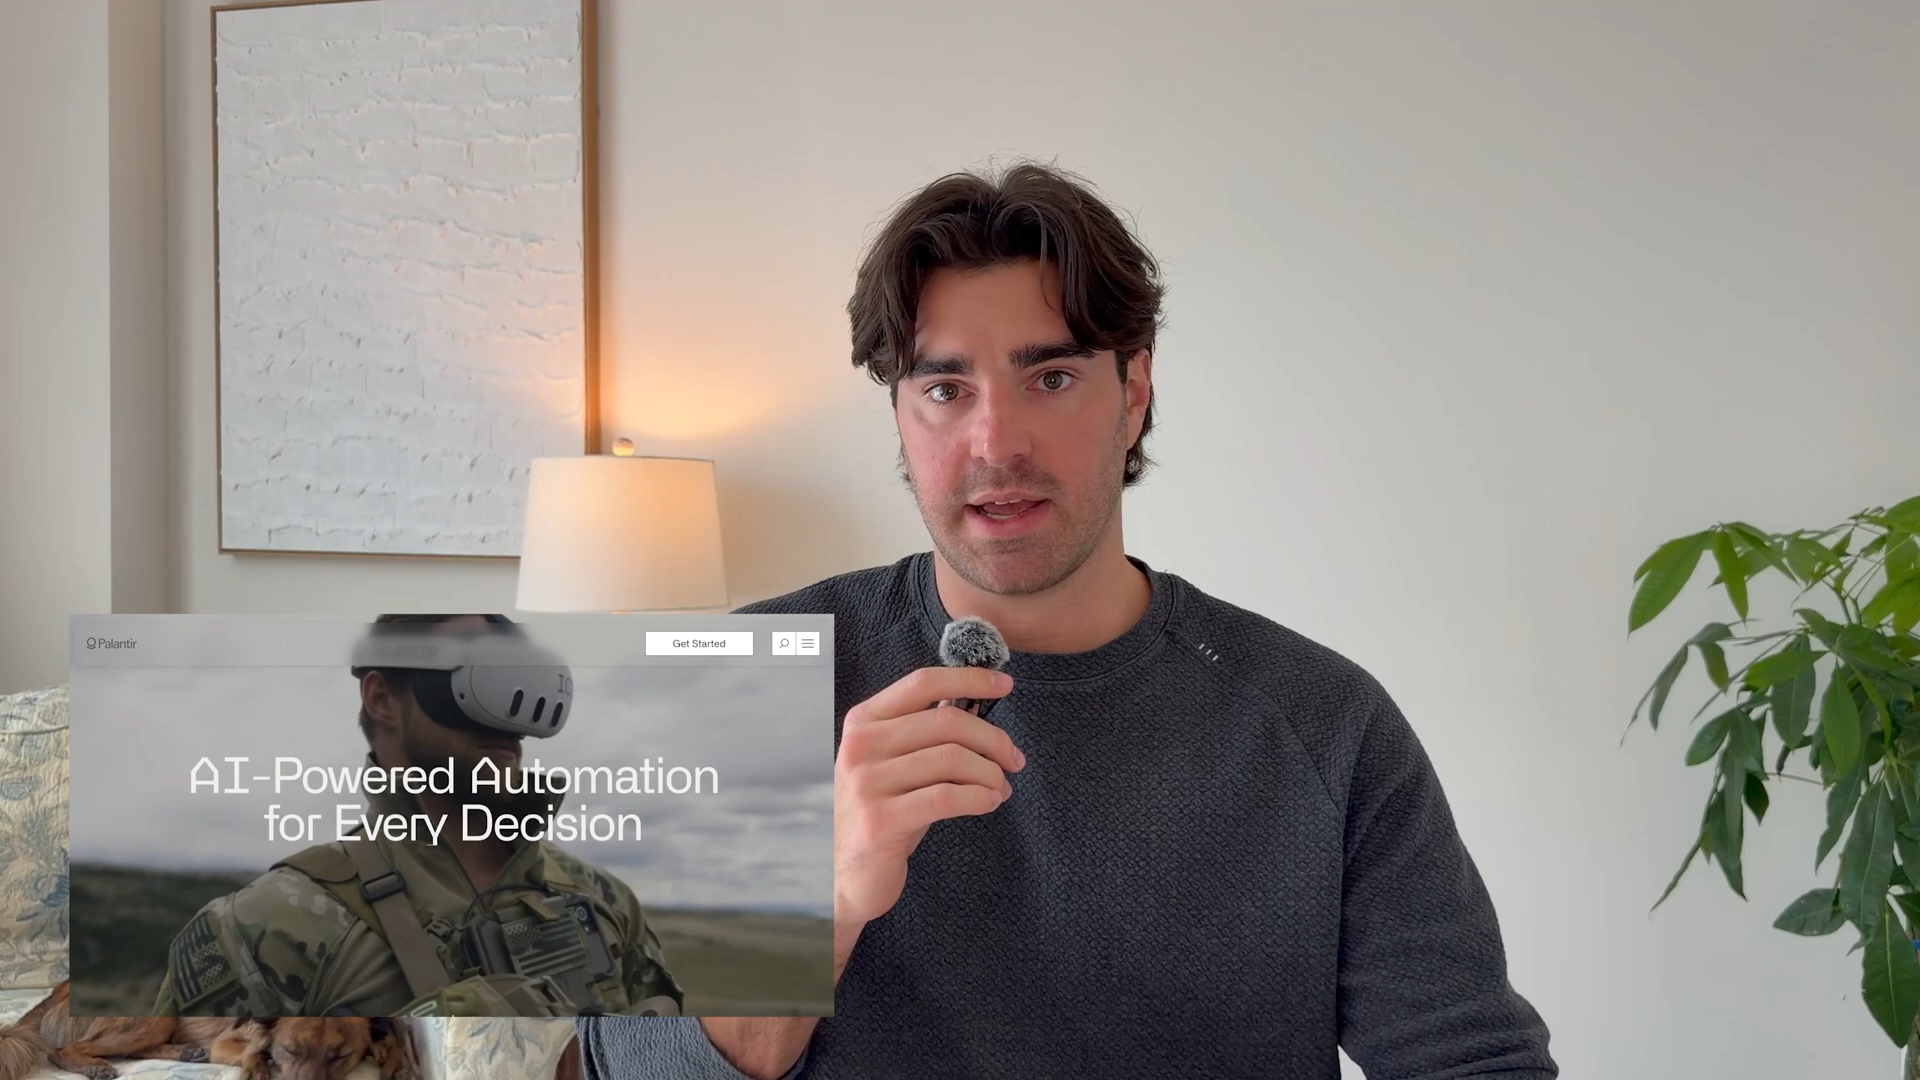 Palantir
Get Started
AI-Powered Automation
for Every Decision